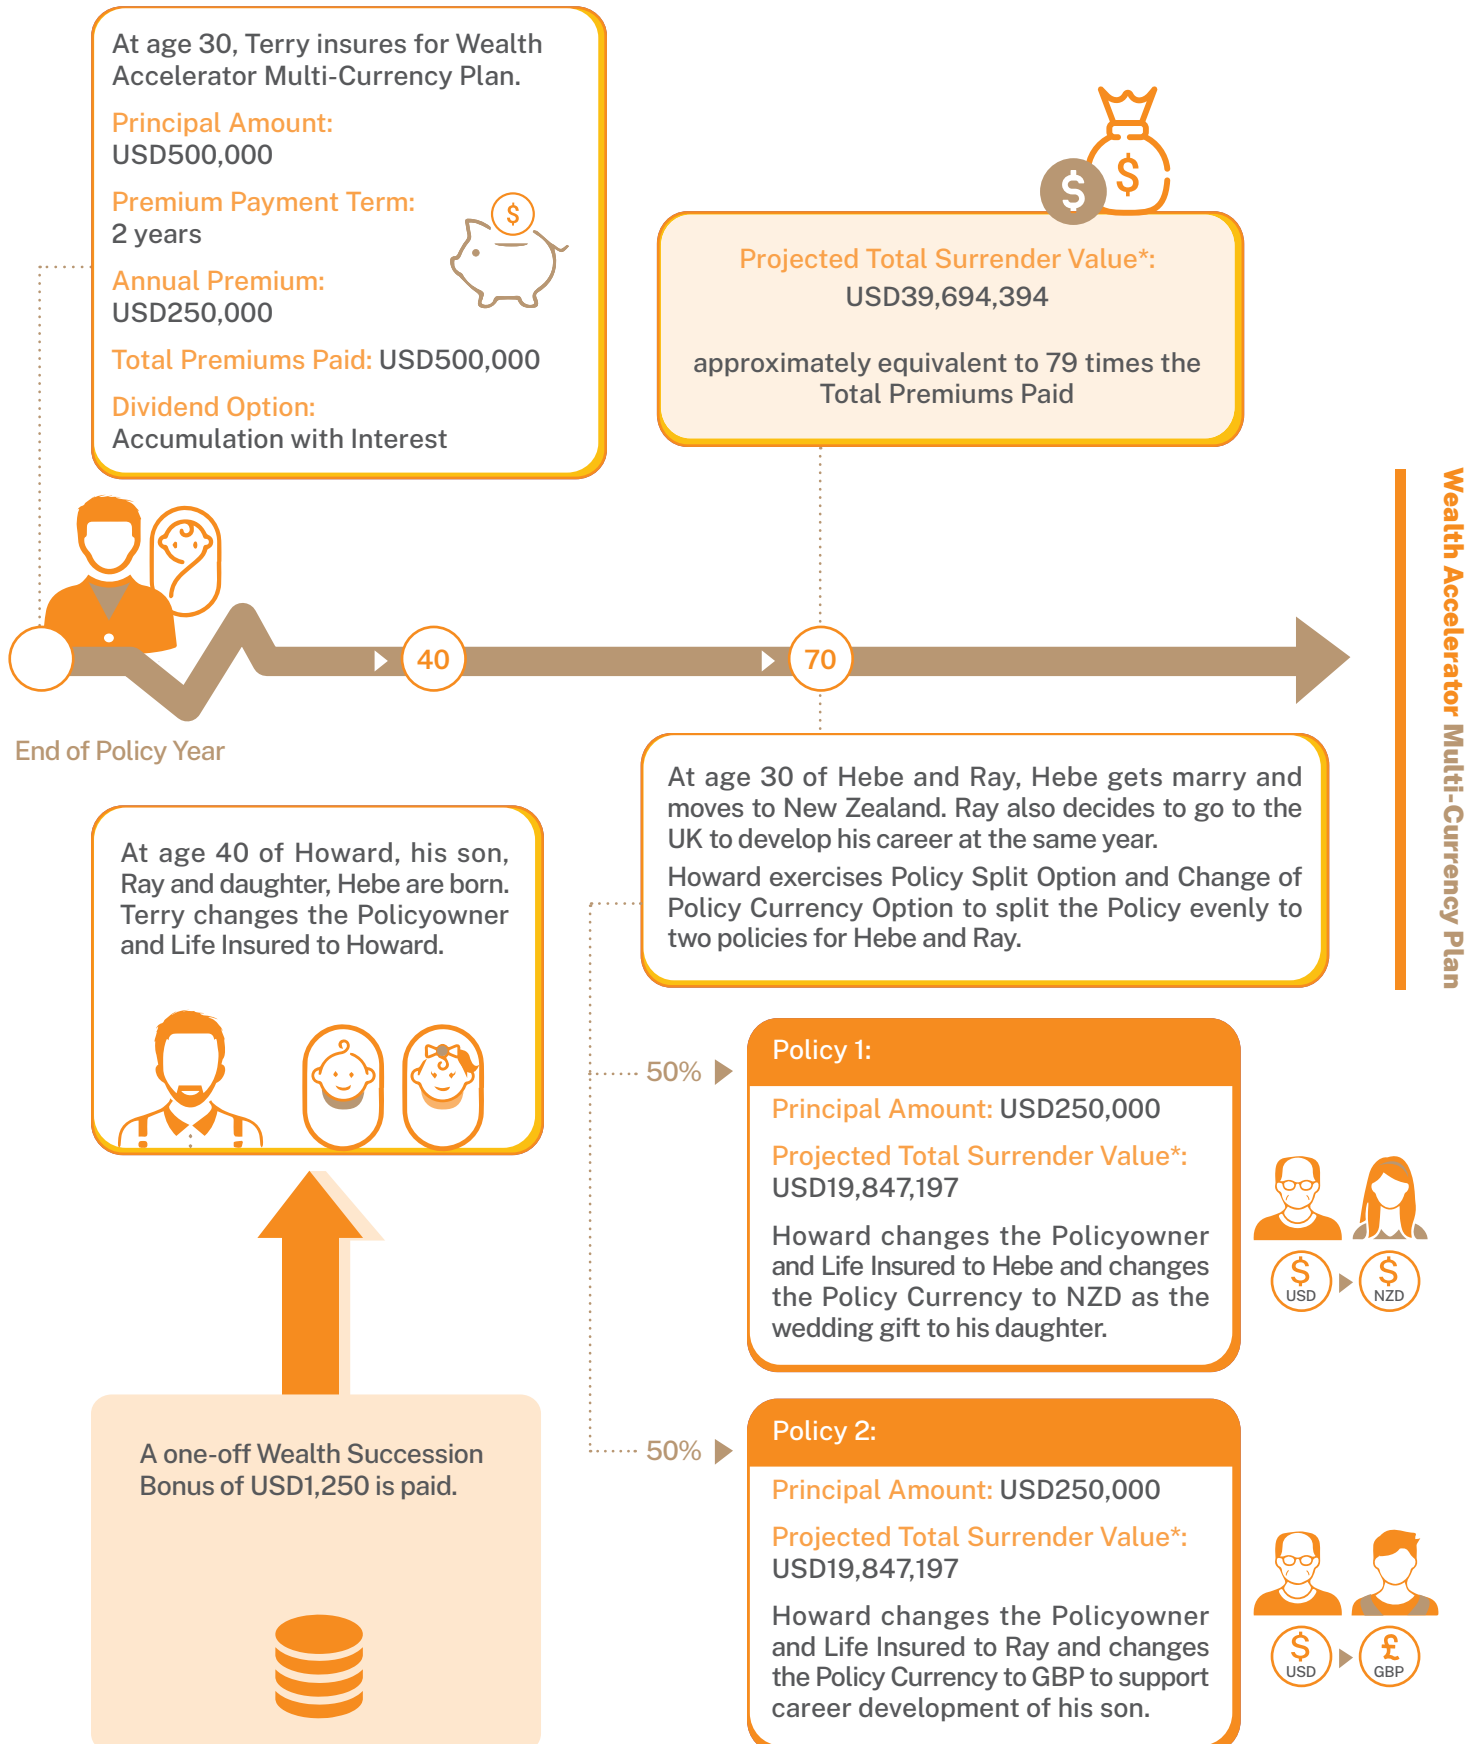 At age 30, Terry insures for Wealth
Accelerator Multi-Currency Plan.
Principal Amount:
USD500,000
Premium Payment Term:
2 years
Annual Premium:
USD250,000
Total Premiums Paid: USD500,000
Dividend Option:
Accumulation with Interest
$
$
$
Projected Total Surrender Value*:
USD39,694,394
approximately equivalent to 79 times the
Total Premiums Paid
Wealth Accelerator Multi-Currency Plan
40
70
End of Policy Year
At age 40 of Howard, his son,
Ray and daughter, Hebe are born.
Terry changes the Policyowner
and Life Insured to Howard.
A one-off Wealth Succession
Bonus of USD1,250 is paid.
At age 30 of Hebe and Ray, Hebe gets marry and
moves to New Zealand. Ray also decides to go to the
UK to develop his career at the same year.
Howard exercises Policy Split Option and Change of
Policy Currency Option to split the Policy evenly to
two policies for Hebe and Ray.
50%
Policy 1:
Principal Amount: USD250,000
Projected Total Surrender Value*:
USD19,847,197
Howard changes the Policyowner
and Life Insured to Hebe and changes
the Policy Currency to NZD as the
wedding gift to his daughter.
$ USD
$ NZD
50%
Policy 2:
Principal Amount: USD250,000
Projected Total Surrender Value*:
USD19,847,197
Howard changes the Policyowner
and Life Insured to Ray and changes
the Policy Currency to GBP to support
career development of his son.
$ USD
£ GBP